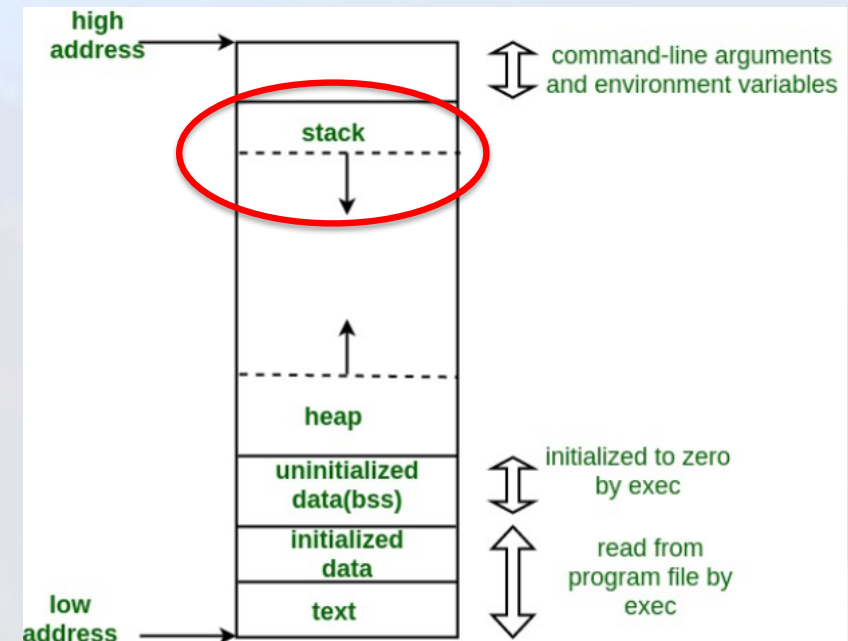 high
address
command-line arguments
and environment variables
stack
heap
uninitialized
data(bss)
initialized to zero
by exec
initialized
data
read from
program file by
exec
text
low
address